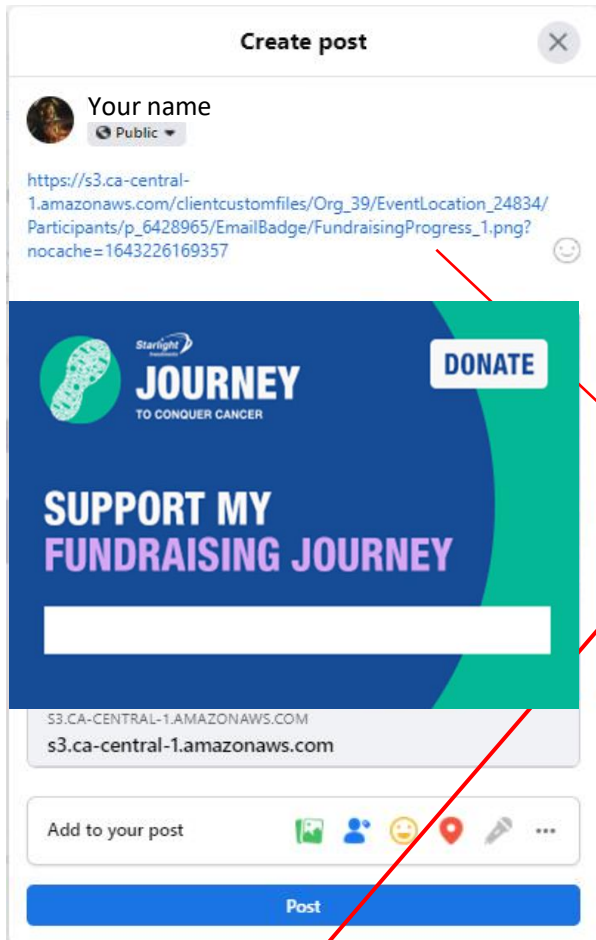 Create post
Your name
Public
https://s3.ca-central-
1.amazonaws.com/clientcustomfiles/Org_39/EventLocation_24834/
Participants/p_6428965/EmailBadge/FundraisingProgress_1.png?
nocache=1643226169357
Starlight
Investments
JOURNEY
TO CONQUER CANCER
DONATE
SUPPORT MY
FUNDRAISING JOURNEY
S3.CA-CENTRAL-1.AMAZONAWS.COM
s3.ca-central-1.amazonaws.com
Add to your post
Post